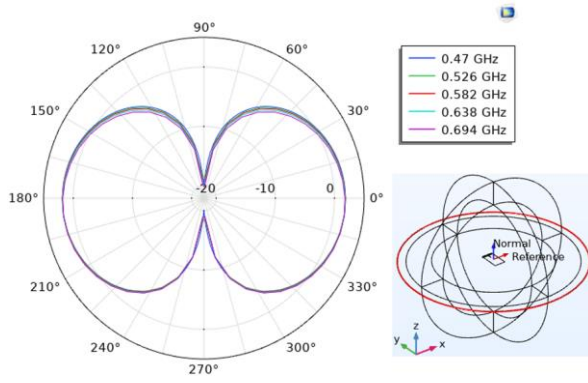 90°
120°
60°
150°
30°
180°
-20
-10
0
0°
210°
330°
240°
300°
270°
0.47 GHz
0.526 GHz
0.582 GHz
0.638 GHz
0.694 GHz
Normal
Reference
z
y
x